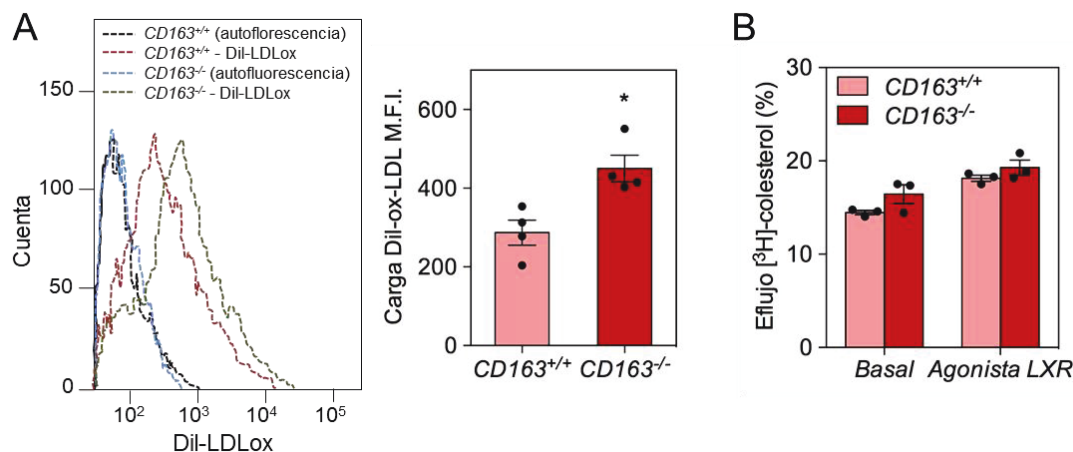 A
CD163+/+ (autoflorescencia)
CD163+/+ - Dil-LDLox
CD163-/- (autofluorescencia)
CD163-/- - Dil-LDLox
150
100
50
0
Cuenta
10²
10³
10⁴
10⁵
Dil-LDLox
Carga Dil-ox-LDL M.F.I.
600
400
200
0
*
CD163+/+
CD163-/-
B
Eflujo [³H]-colesterol (%)
30
20
10
0
CD163+/+
CD163-/-
Basal
Agonista LXR